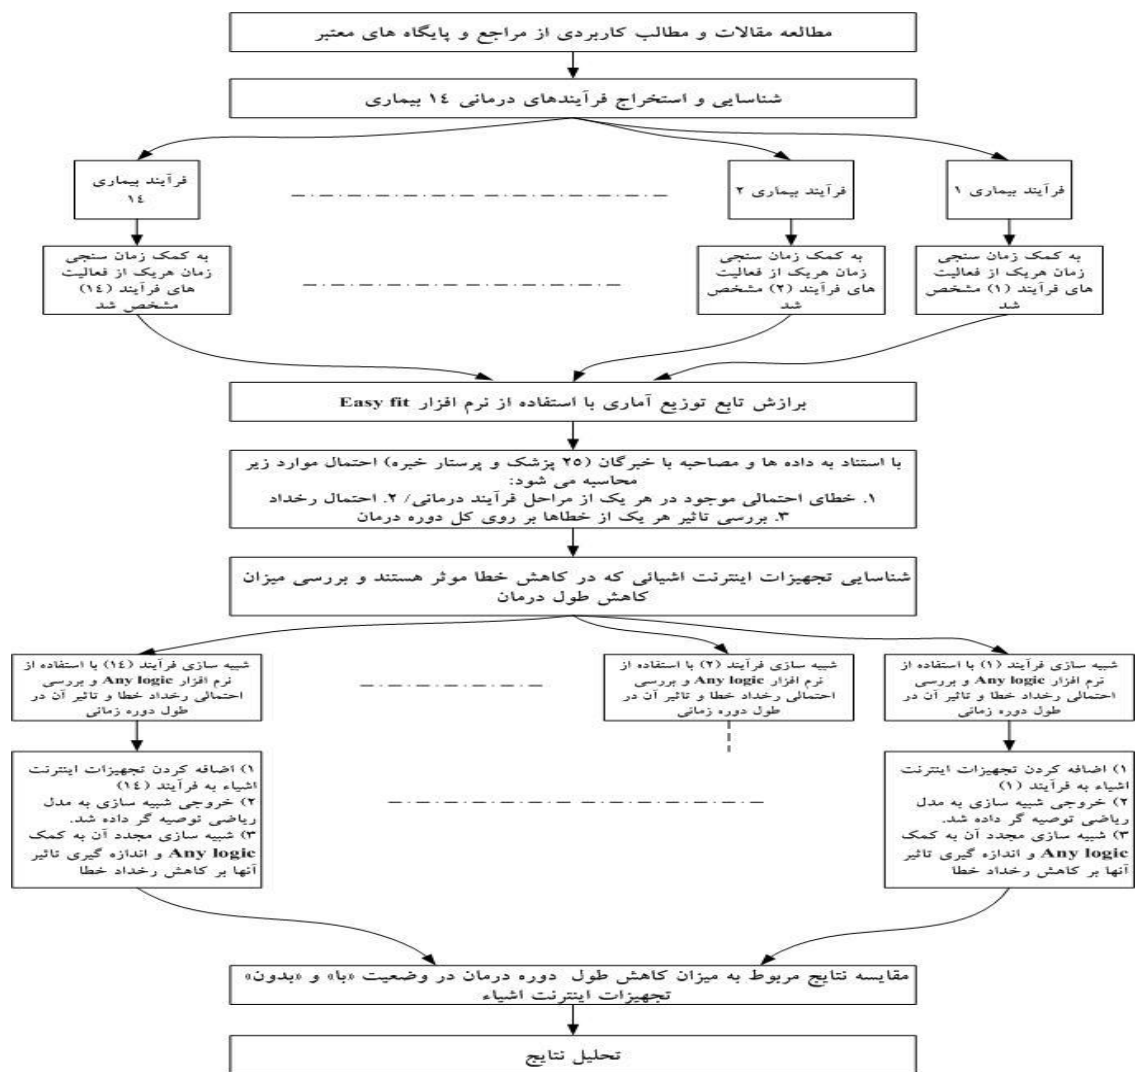 مطالعه مقالات و مطالب کاربردی از مراجع و پایگاه های معتبر
شناسایی و استخراج فرآیندهای درمانی ۱۴ بیماری
فرآیند بیماری ۱
فرآیند بیماری ۲
فرآیند بیماری
۱۴
به کمک زمان سنجی
زمان هریک از فعالیت
های فرآیند (۱) مشخص
شد
به کمک زمان سنجی
زمان هریک از فعالیت
های فرآیند (۲) مشخص
شد
به کمک زمان سنجی
زمان هریک از فعالیت
های فرآیند (۱۴)
مشخص شد
برازش تابع توزیع آماری با استفاده از نرم افزار Easy fit
با استناد به داده ها و مصاحبه با خبرگان (۲۵ پزشک و پرستار خبره) احتمال موارد زیر
محاسبه می شود:
۱. خطای احتمالی موجود در هر یک از مراحل فرآیند درمانی/ ۲. احتمال رخداد
۳. بررسی تاثیر هر یک از خطاها بر روی کل دوره درمان
شناسایی تجهیزات اینترنت اشیائی که در کاهش خطا موثر هستند و بررسی میزان
کاهش طول درمان
شبیه سازی فرآیند (۱) با استفاده از
نرم افزار Any logic و بررسی
احتمالی رخداد خطا و تاثیر آن در
طول دوره زمانی
شبیه سازی فرآیند (۲) با استفاده از
نرم افزار Any logic و بررسی
احتمالی رخداد خطا و تاثیر آن در
طول دوره زمانی
شبیه سازی فرآیند (۱۴) با استفاده از
نرم افزار Any logic و بررسی
احتمالی رخداد خطا و تاثیر آن در
طول دوره زمانی
۱) اضافه کردن تجهیزات اینترنت
اشیاء به فرآیند (۱)
۲) خروجی شبیه سازی به مدل
ریاضی توصیه گر داده شد.
۳) شبیه سازی مجدد آن به کمک
Any logic و اندازه گیری تاثیر
آنها بر کاهش رخداد خطا
۱) اضافه کردن تجهیزات اینترنت
اشیاء به فرآیند (۱۴)
۲) خروجی شبیه سازی به مدل
ریاضی توصیه گر داده شد.
۳) شبیه سازی مجدد آن به کمک
Any logic و اندازه گیری تاثیر
آنها بر کاهش رخداد خطا
مقایسه نتایج مربوط به میزان کاهش طول دوره درمان در وضعیت «با» و «بدون»
تجهیزات اینترنت اشیاء
تحلیل نتایج